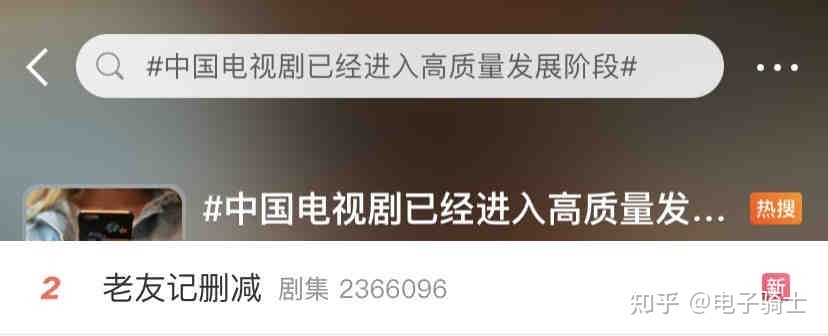 #中国电视剧已经进入高质量发展阶段#
#中国电视剧已经进入高质量发... 热搜
2 老友记删减 剧集 2366096 新
知乎 @电子骑士